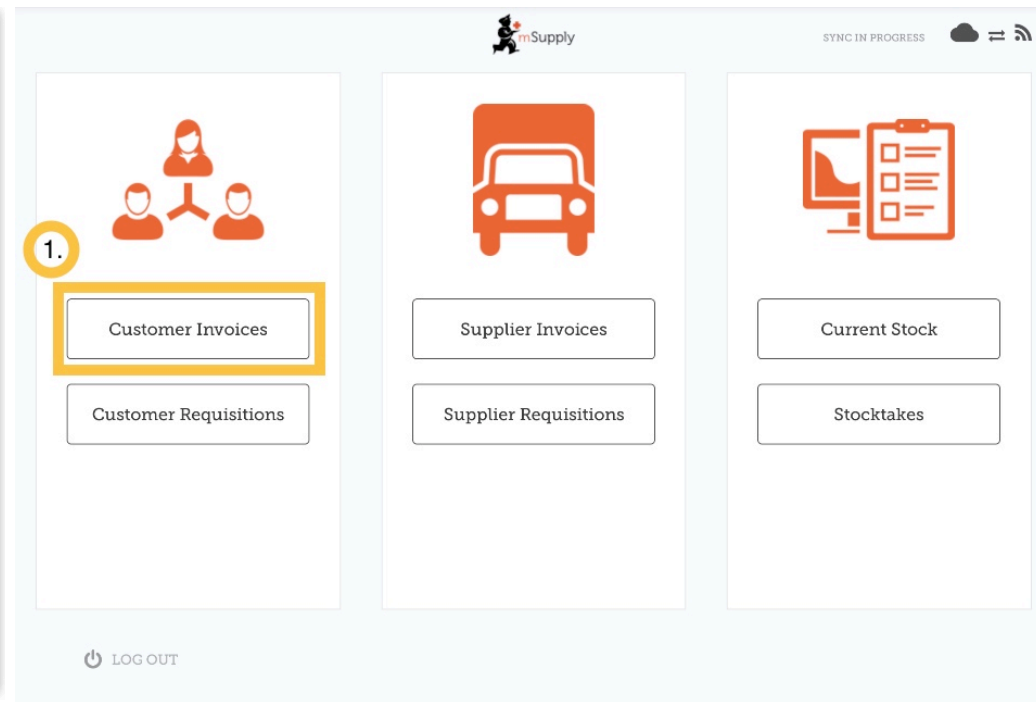 mSupply
SYNC IN PROGRESS
1.
Customer Invoices
Customer Requisitions
Supplier Invoices
Supplier Requisitions
Current Stock
Stocktakes
LOG OUT